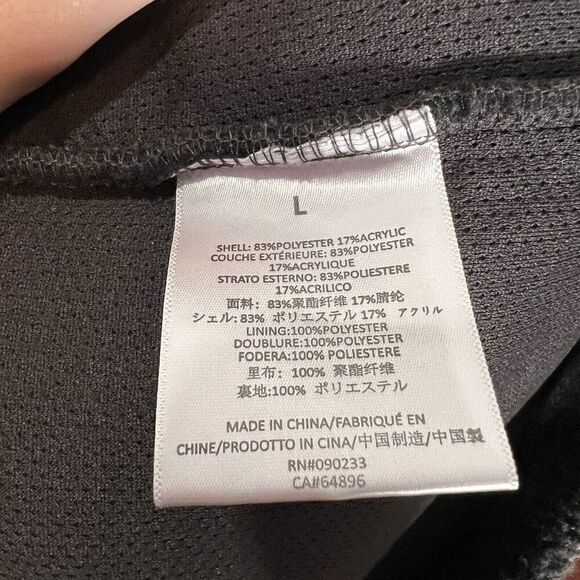 L
SHELL: 83%POLYESTER 17%ACRYLIC
COUCHE EXTÉRIEURE: 83%POLYESTER
17%ACRYLIQUE
STRATO ESTERNO: 83%POLIESTERE
17%ACRILICO
面料: 83%聚酯纤维 17%腈纶
シェル: 83% ポリエステル 17% アクリル
LINING:100%POLYESTER
DOUBLURE:100% POLYESTER
FODERA:100% POLIESTERE
里布: 100% 聚酯纤维
裏地:100% ポリエステル
MADE IN CHINA/FABRIQUÉ EN
CHINE/PRODOTTO IN CINA/中国制造/中国製
RN#090233
CA#64896